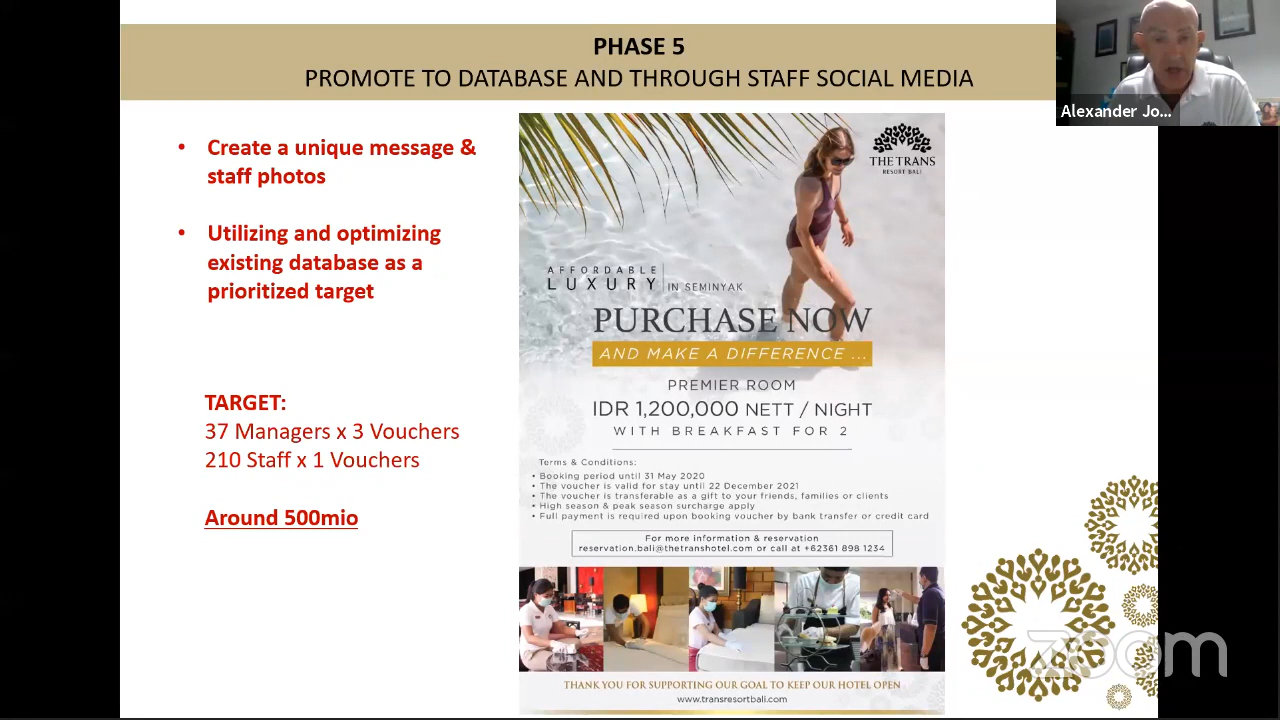 PHASE 5
PROMOTE TO DATABASE AND THROUGH STAFF SOCIAL MEDIA
Alexander Jo...
• Create a unique message &
staff photos
• Utilizing and optimizing
existing database as a
prioritized target
TARGET:
37 Managers x 3 Vouchers
210 Staff x 1 Vouchers
Around 500mio
THE TRANS
RESORT BALI
AFFORDABLE
LUXURY IN SEMINYAK
PURCHASE NOW
AND MAKE A DIFFERENCE ...
PREMIER ROOM
IDR 1,200,000 NETT / NIGHT
WITH BREAKFAST FOR 2
Terms & Conditions:
• Booking period until 31 May 2020
• The voucher is valid for stay until 22 December 2021
• The voucher is transferable as a gift to your friends, families or clients
• High season & peak season surcharge apply
• Full payment is required upon booking voucher by bank transfer or credit card
For more information & reservation
reservation.bali@thetranshotel.com or call at +62361 898 1234
THANK YOU FOR SUPPORTING OUR GOAL TO KEEP OUR HOTEL OPEN
www.transresortbali.com
zoom